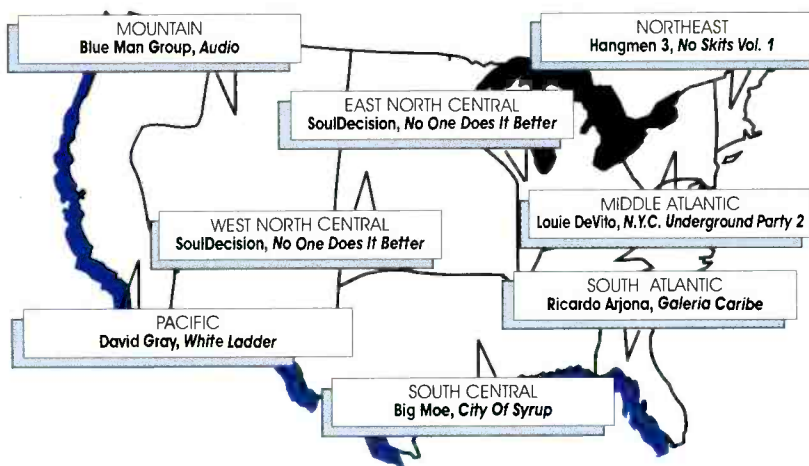 MOUNTAIN
Blue Man Group, Audio
NORTHEAST
Hangmen 3, No Skits Vol. 1
EAST NORTH CENTRAL
SoulDecision, No One Does It Better
WEST NORTH CENTRAL
SoulDecision, No One Does It Better
MIDDLE ATLANTIC
Louie DeVito, N.Y.C. Underground Party 2
SOUTH ATLANTIC
Ricardo Arjona, Galeria Caribe
PACIFIC
David Gray, White Ladder
SOUTH CENTRAL
Big Moe, City Of Syrup